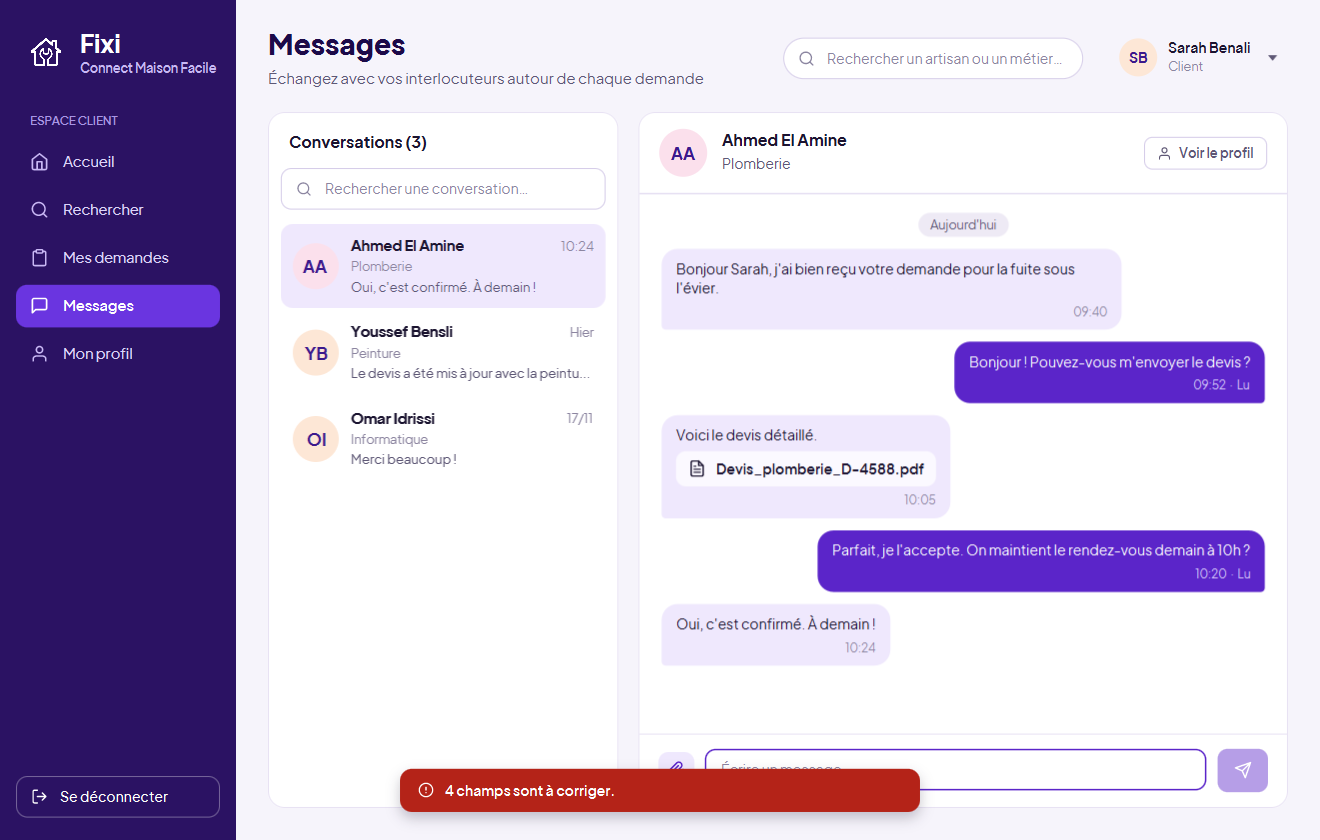 Fixi
Connect Maison Facile
ESPACE CLIENT
Accueil
Rechercher
Mes demandes
Messages
Mon profil
Se déconnecter
Messages
Échangez avec vos interlocuteurs autour de chaque demande
Rechercher un artisan ou un métier...
SB
Sarah Benali
Client
Conversations (3)
Rechercher une conversation...
AA
Ahmed El Amine
10:24
Plomberie
Oui, c'est confirmé. À demain !
YB
Youssef Bensli
Hier
Peinture
Le devis a été mis à jour avec la peintu...
OI
Omar Idrissi
17/11
Informatique
Merci beaucoup !
AA
Ahmed El Amine
Plomberie
Voir le profil
Aujourd'hui
Bonjour Sarah, j'ai bien reçu votre demande pour la fuite sous
l'évier.
09:40
Bonjour ! Pouvez-vous m'envoyer le devis ?
09:52 · Lu
Voici le devis détaillé.
Devis_plomberie_D-4588.pdf
10:05
Parfait, je l'accepte. On maintient le rendez-vous demain à 10h ?
10:20 · Lu
Oui, c'est confirmé. À demain !
10:24
4 champs sont à corriger.